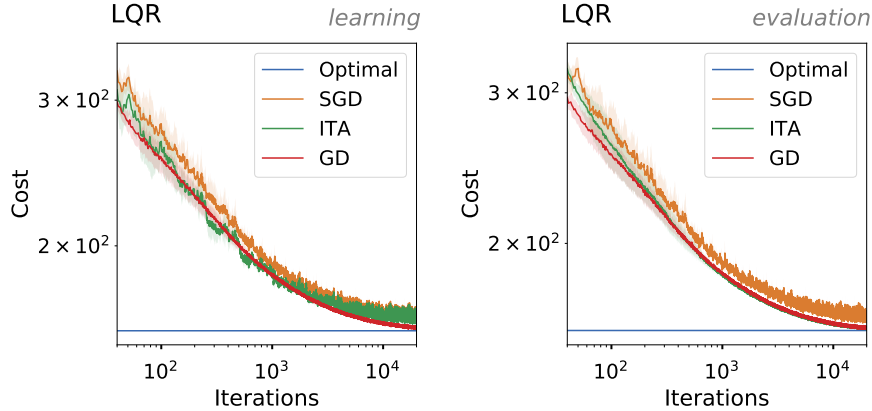 LQR
learning
3 × 10²
2 × 10²
Cost
10²
10³
10⁴
Iterations
Optimal
SGD
ITA
GD
LQR
evaluation
3 × 10²
2 × 10²
Cost
10²
10³
10⁴
Iterations
Optimal
SGD
ITA
GD